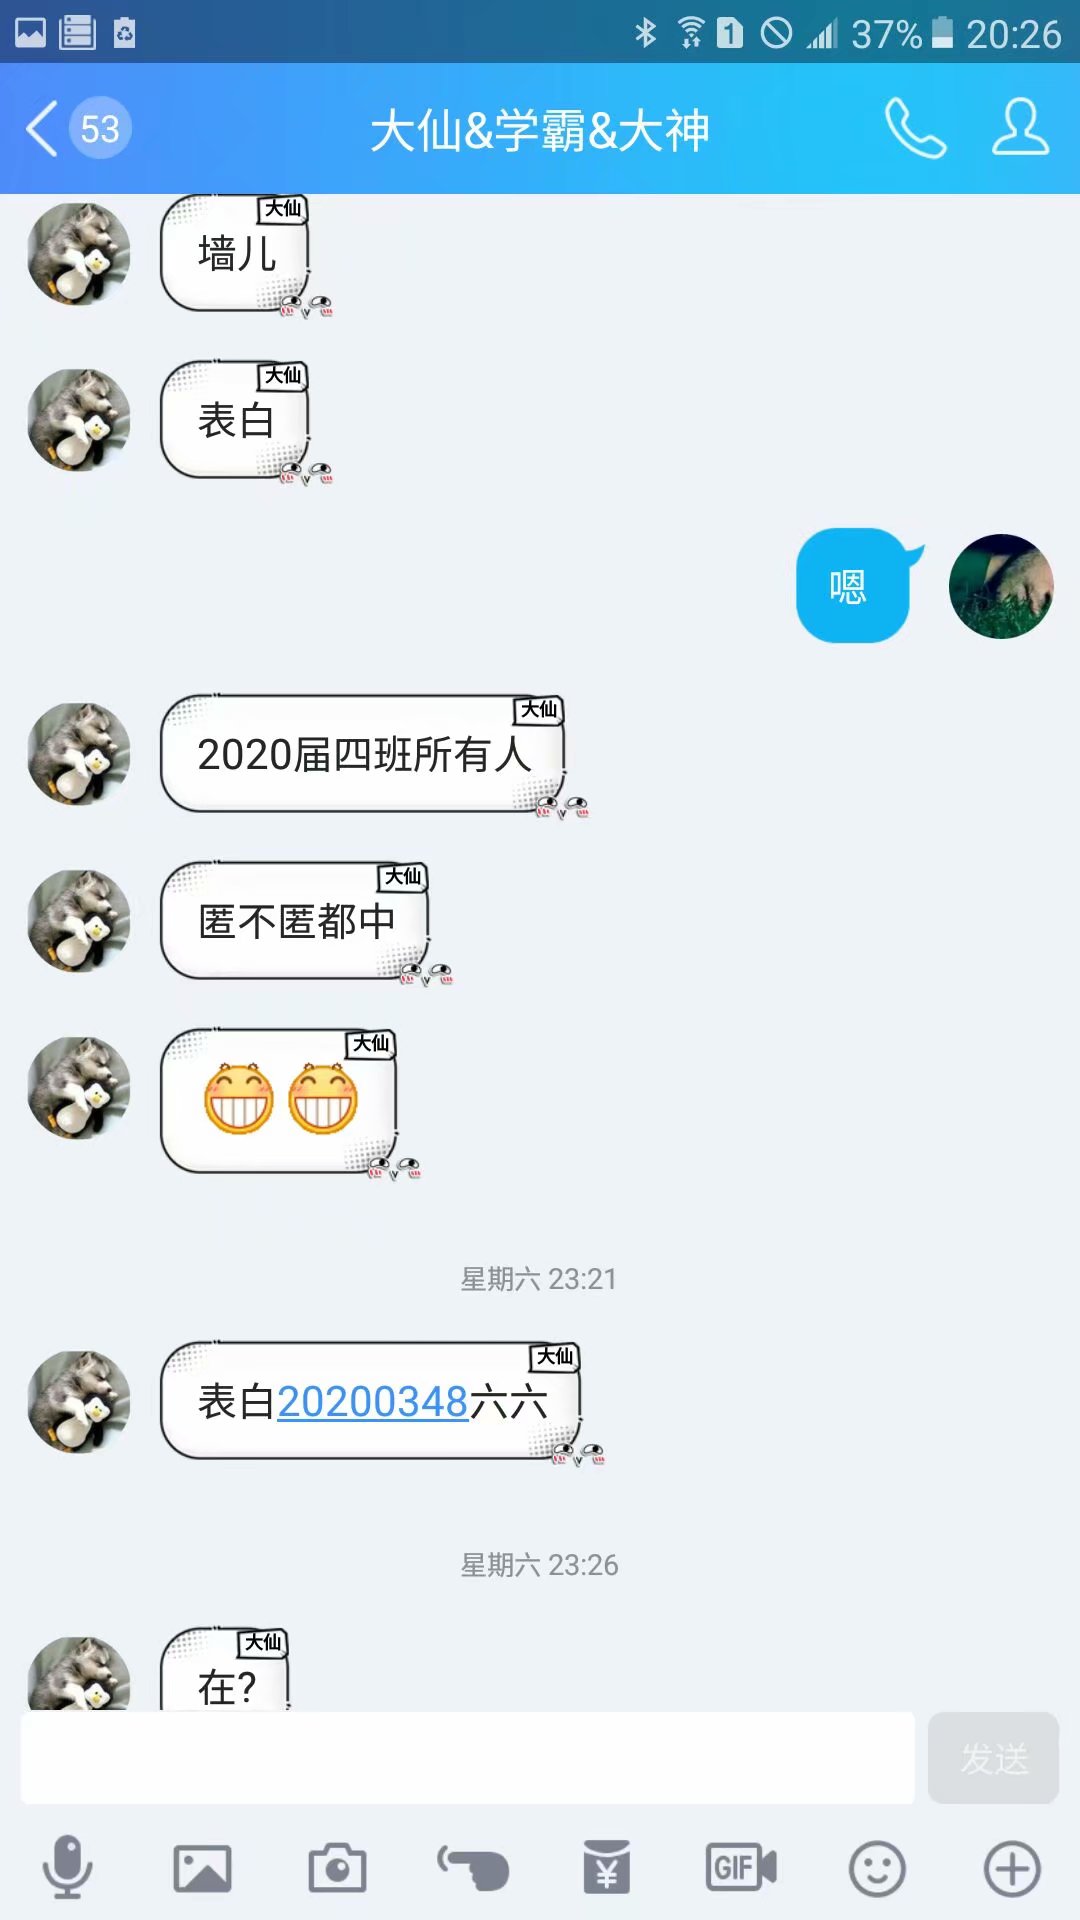 37% 20:26
53
大仙&学霸&大神
大仙
墙儿
大仙
表白
嗯
大仙
2020届四班所有人
大仙
匿不匿都中
大仙
星期六 23:21
大仙
表白20200348六六
星期六 23:26
大仙
在?
发送
GIF